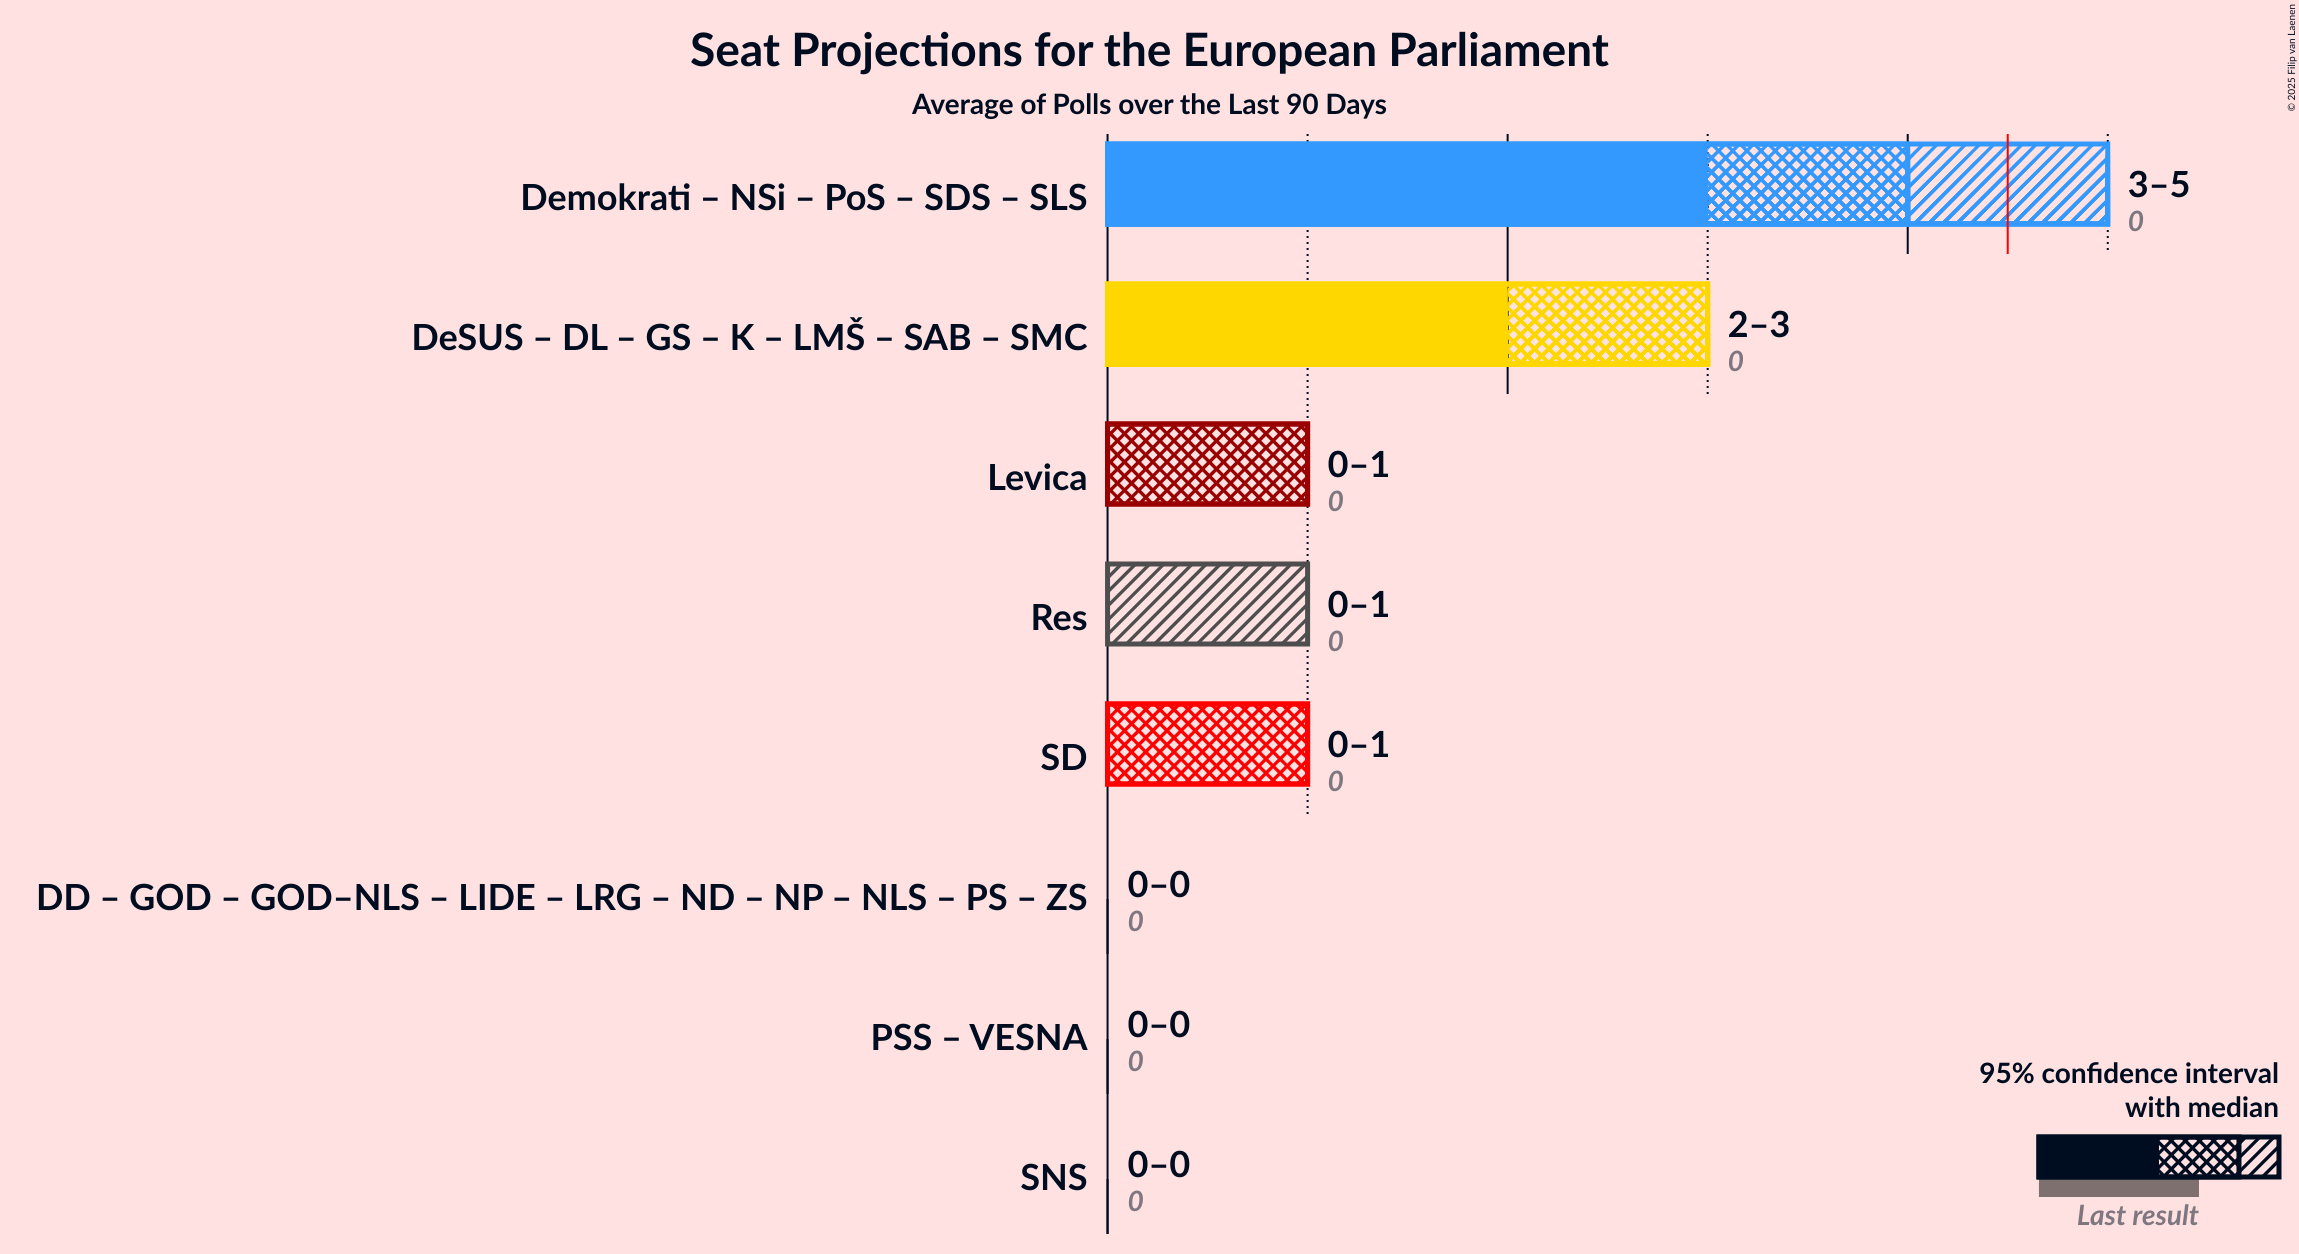 Seat Projections for the European Parliament
Average of Polls over the Last 90 Days
© 2025 Filip van Laenen
Demokrati – NSi – PoS – SDS – SLS
3–5
0
DeSUS – DL – GS – K – LMŠ – SAB – SMC
2–3
0
Levica
0–1
0
Res
0–1
0
SD
0–1
0
DD – GOD – GOD–NLS – LIDE – LRG – ND – NP – NLS – PS – ZS
0–0
0
PSS – VESNA
0–0
0
SNS
0–0
0
95% confidence interval
with median
Last result